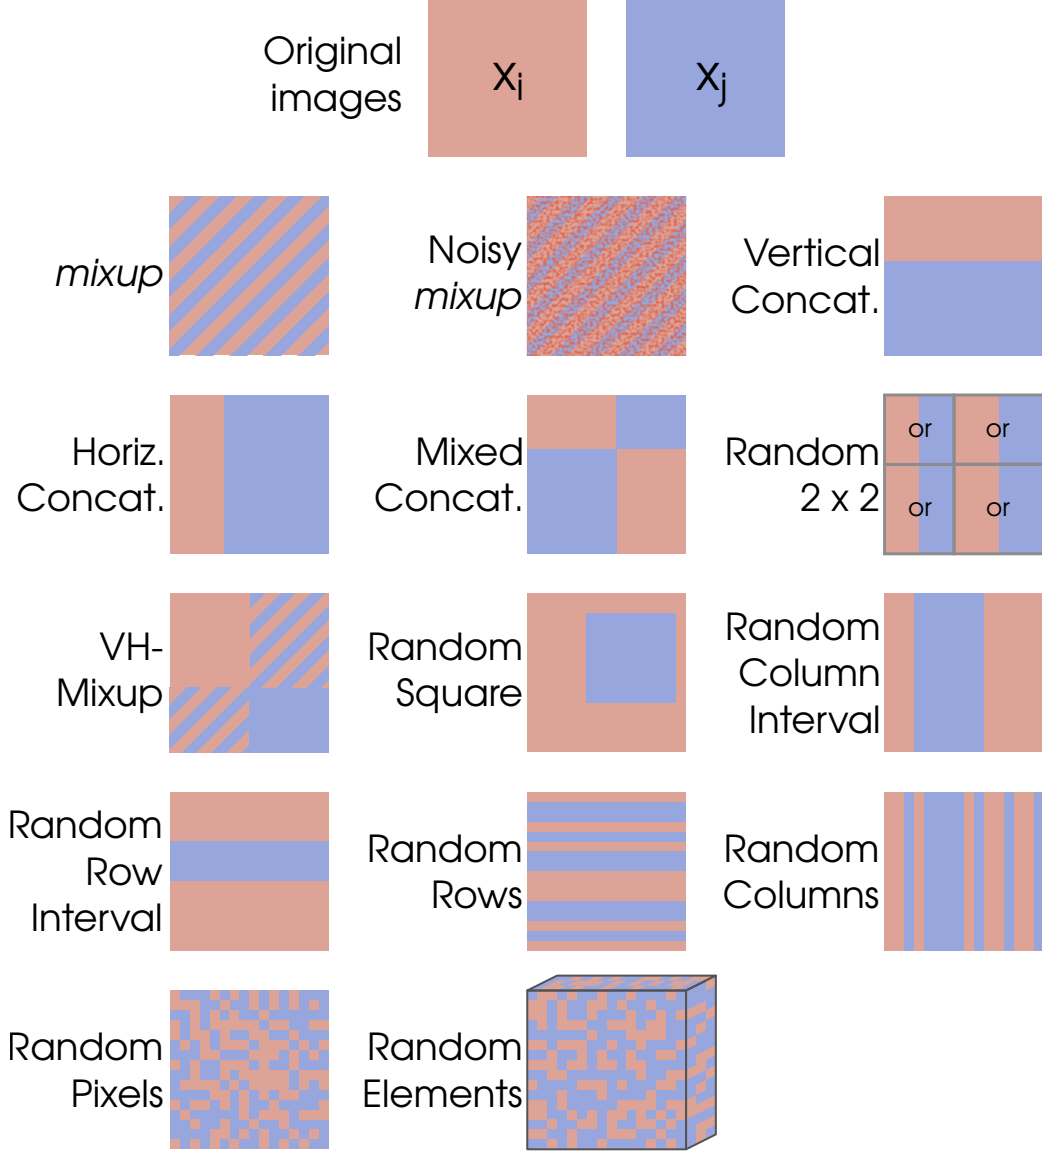 Original
images
Xi
Xj
mixup
Noisy
mixup
Vertical
Concat.
Horiz.
Concat.
Mixed
Concat.
Random
2 x 2
or
or
or
or
VH-
Mixup
Random
Square
Random
Column
Interval
Random
Row
Interval
Random
Rows
Random
Columns
Random
Pixels
Random
Elements